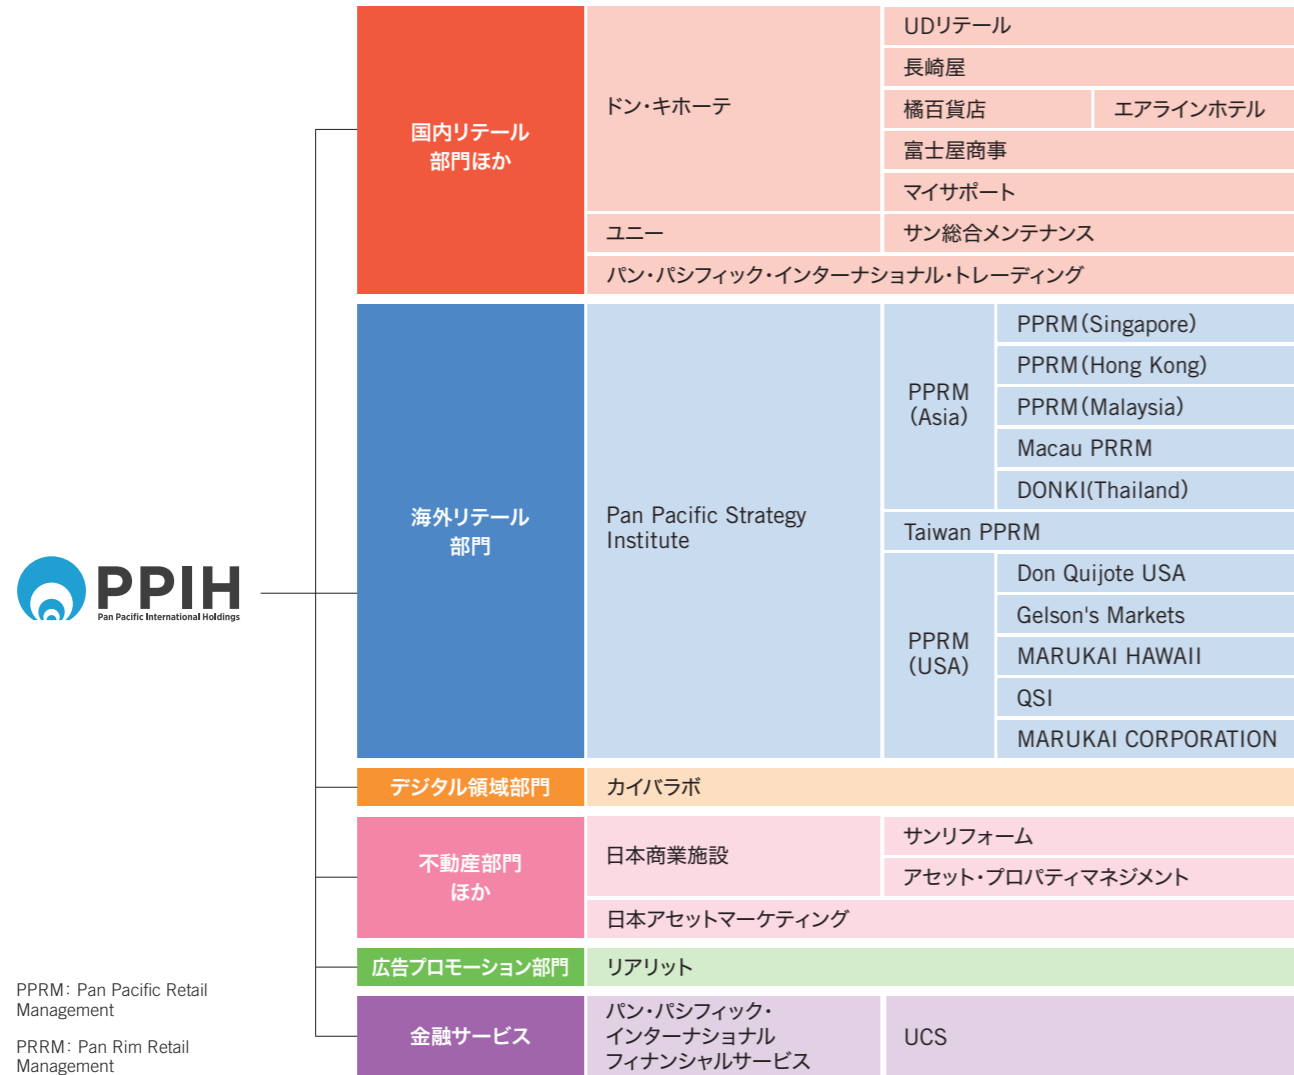 国内リテール
部門ほか
ドン・キホーテ
UDリテール
長崎屋
橘百貨店
エアラインホテル
富士屋商事
マイサポート
ユニー
サン総合メンテナンス
パン・パシフィック・インターナショナル・トレーディング
海外リテール
部門
Pan Pacific Strategy
Institute
PPRM
(Asia)
PPRM(Singapore)
PPRM(Hong Kong)
PPRM(Malaysia)
Macau PRRM
DONKI(Thailand)
Taiwan PPRM
PPRM
(USA)
Don Quijote USA
Gelson's Markets
MARUKAI HAWAII
QSI
MARUKAI CORPORATION
PPIH
Pan Pacific International Holdings
デジタル領域部門
カイバラボ
不動産部門
ほか
日本商業施設
サンリフォーム
アセット・プロパティマネジメント
日本アセットマーケティング
広告プロモーション部門
リアリット
金融サービス
パン・パシフィック・
インターナショナル
フィナンシャルサービス
UCS
PPRM: Pan Pacific Retail
Management
PRRM: Pan Rim Retail
Management